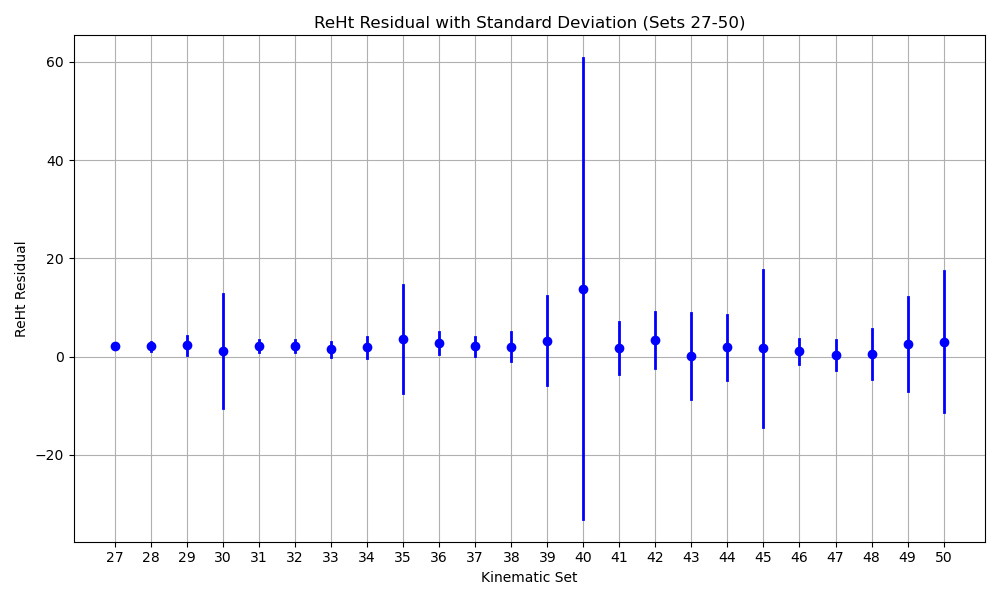 ReHt Residual with Standard Deviation (Sets 27-50)
ReHt Residual
60
40
20
0
−20
27 28 29 30 31 32 33 34 35 36 37 38 39 40 41 42 43 44 45 46 47 48 49 50
Kinematic Set